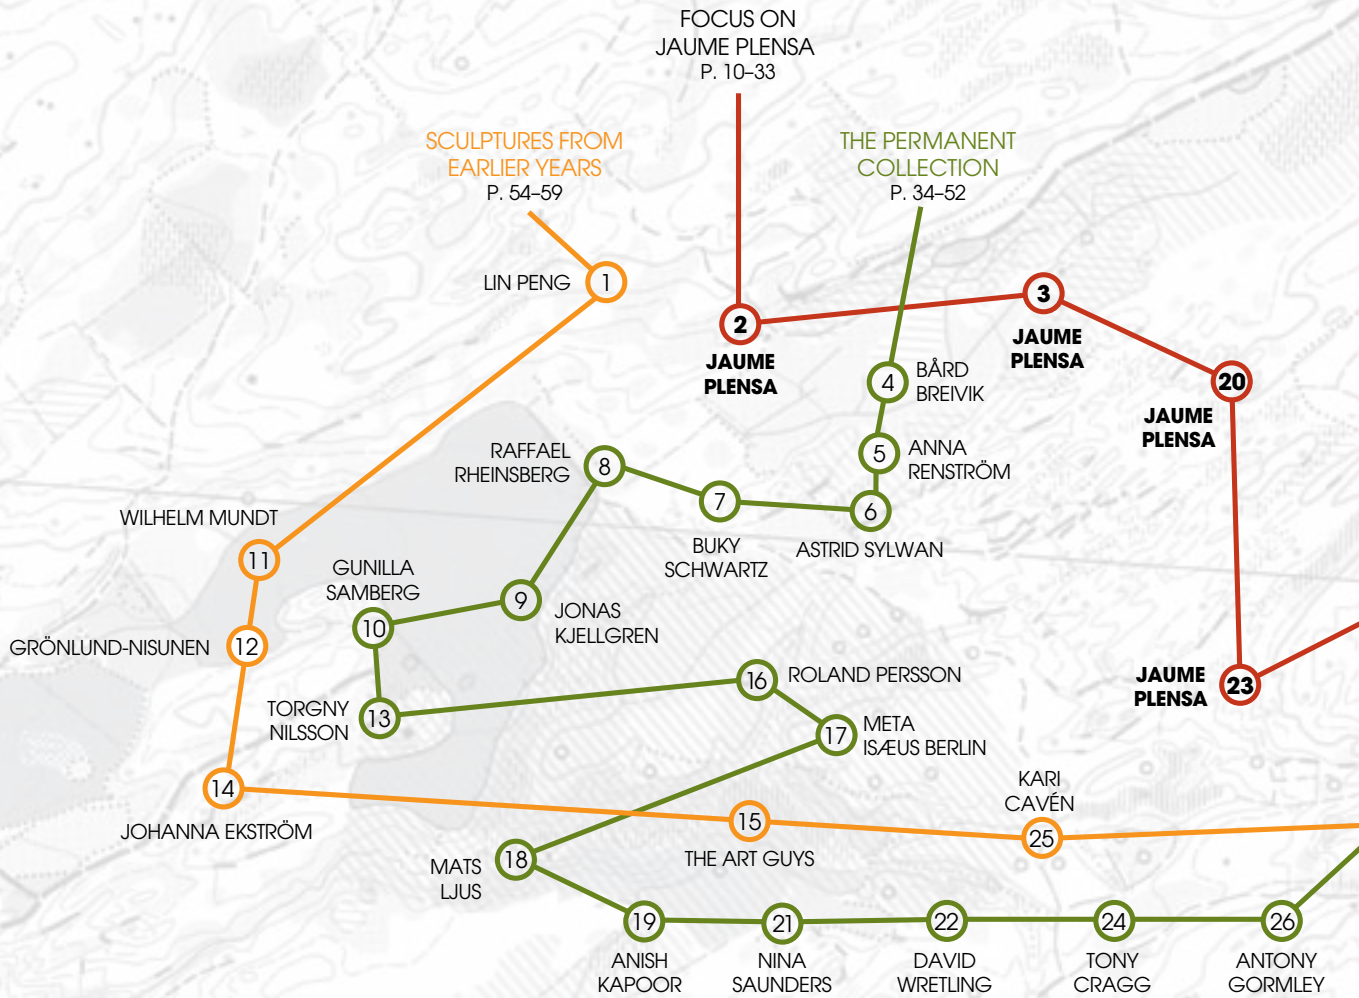 FOCUS ON
JAUME PLENSA
P. 10–33
SCULPTURES FROM
EARLIER YEARS
P. 54–59
THE PERMANENT
COLLECTION
P. 34–52
LIN PENG
1
2
JAUME
PLENSA
3
JAUME
PLENSA
4
BÅRD
BREIVIK
20
JAUME
PLENSA
5
ANNA
RENSTRÖM
RAFFAEL
RHEINSBERG
8
7
BUKY
SCHWARTZ
6
ASTRID SYLWAN
WILHELM MUNDT
11
GUNILLA
SAMBERG
10
9
JONAS
KJELLGREN
GRÖNLUND-NISUNEN
12
TORGNY
NILSSON
13
16
ROLAND PERSSON
JAUME
PLENSA
23
17
META
ISÆUS BERLIN
14
JOHANNA EKSTRÖM
15
THE ART GUYS
KARI
CAVÉN
25
MATS
LJUS
18
19
ANISH
KAPOOR
21
NINA
SAUNDERS
22
DAVID
WRETLING
24
TONY
CRAGG
26
ANTONY
GORMLEY